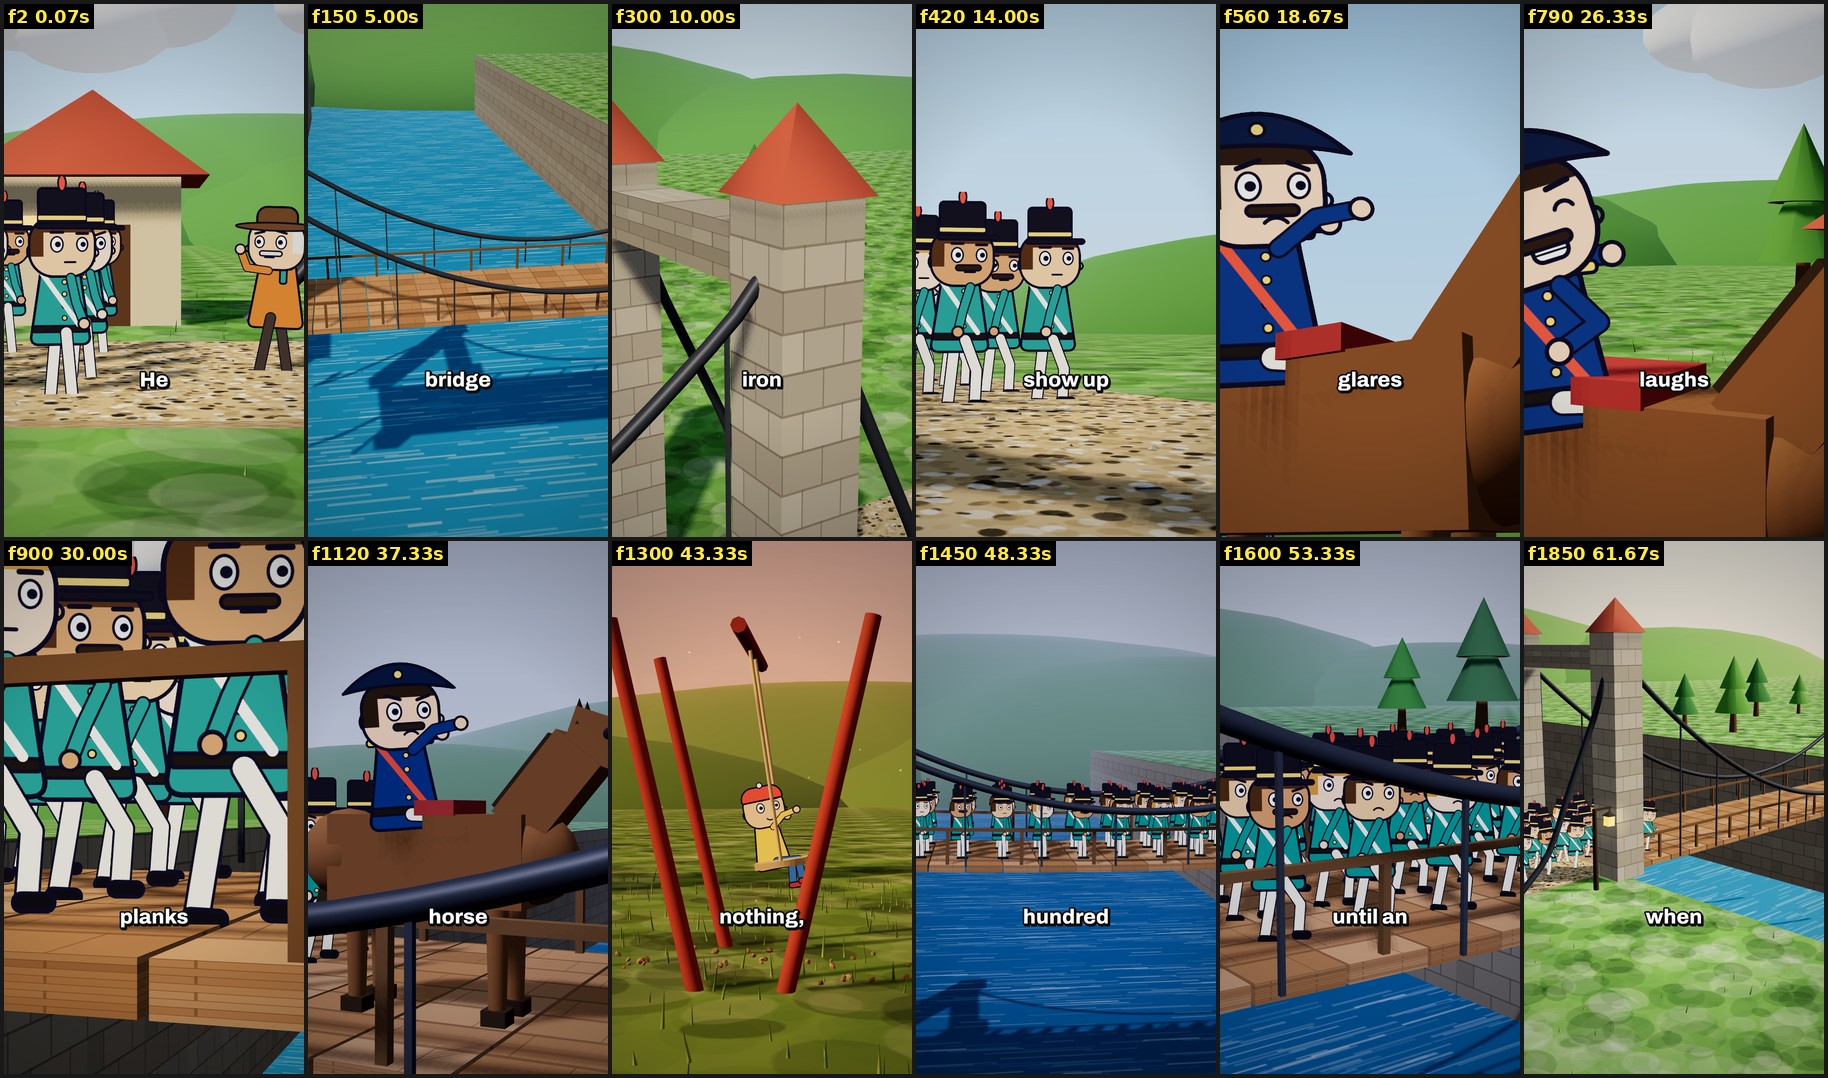 f2 0.07s
He
f150 5.00s
bridge
f300 10.00s
iron
f420 14.00s
show up
f560 18.67s
glares
f790 26.33s
laughs
f900 30.00s
planks
f1120 37.33s
horse
f1300 43.33s
nothing,
f1450 48.33s
hundred
f1600 53.33s
until an
f1850 61.67s
when